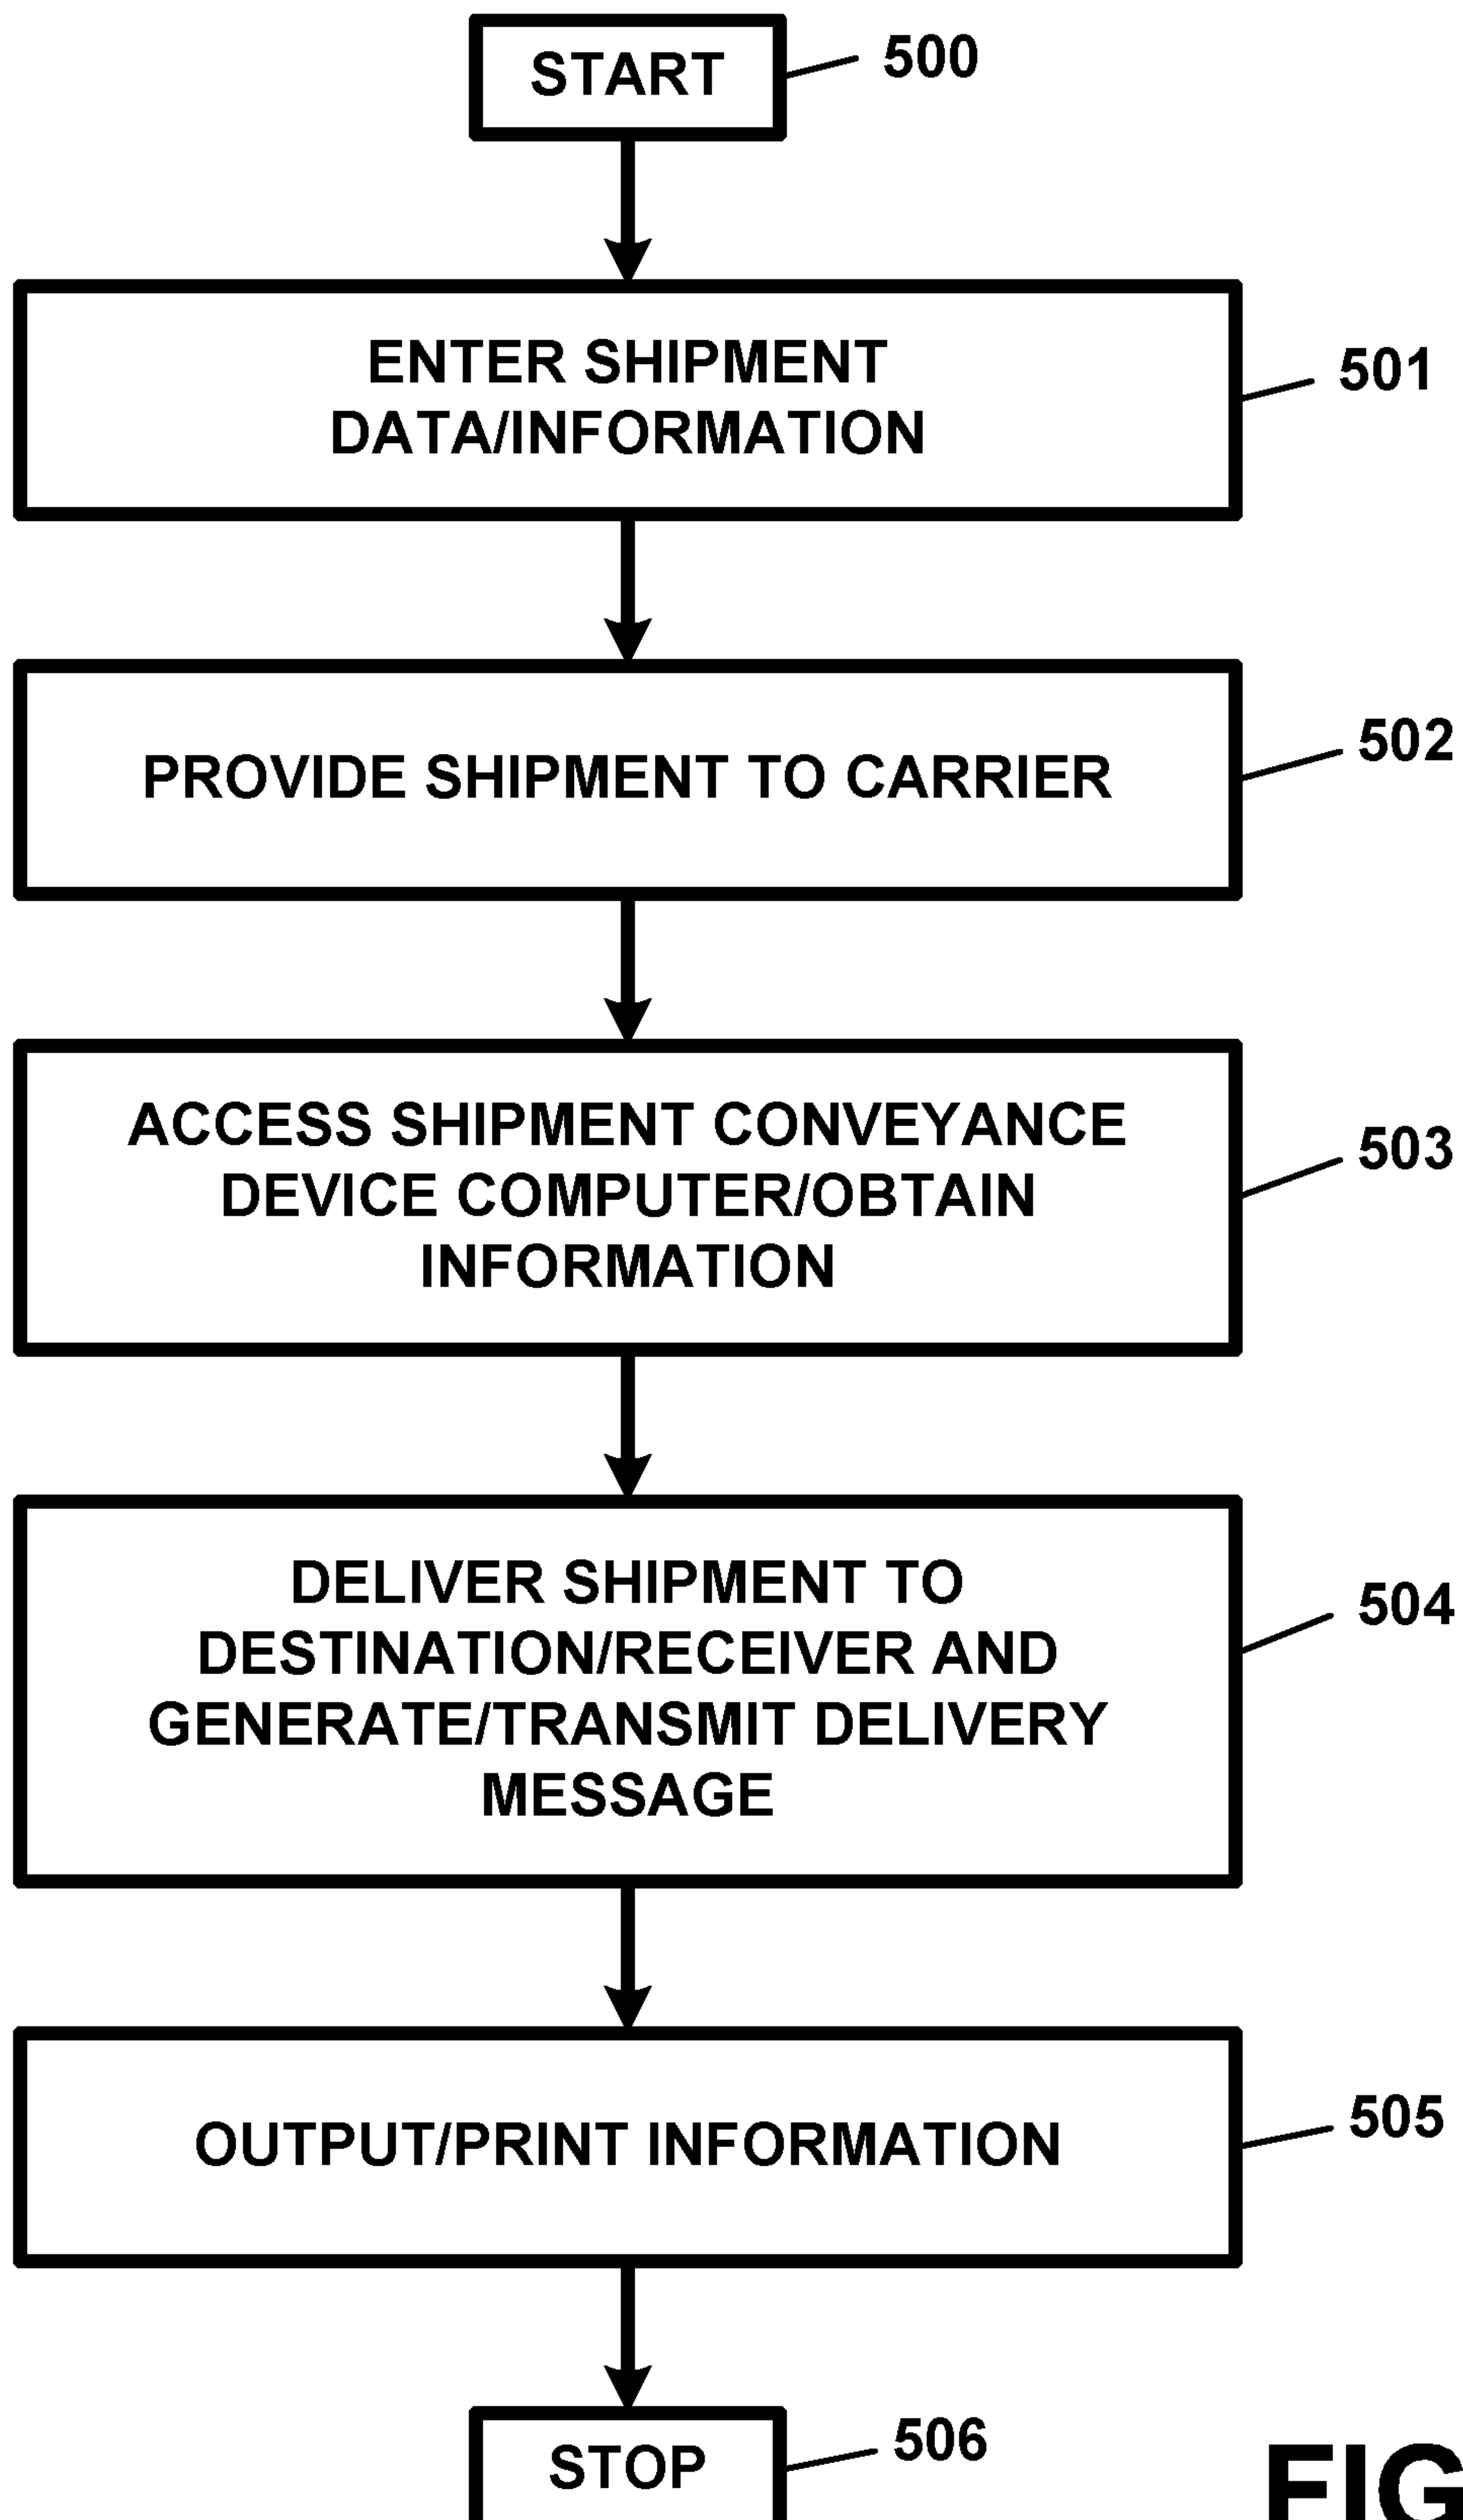 START
500
ENTER SHIPMENT
DATA/INFORMATION
501
PROVIDE SHIPMENT TO CARRIER
502
ACCESS SHIPMENT CONVEYANCE
DEVICE COMPUTER/OBTAIN
INFORMATION
503
DELIVER SHIPMENT TO
DESTINATION/RECEIVER AND
GENERATE/TRANSMIT DELIVERY
MESSAGE
504
OUTPUT/PRINT INFORMATION
505
STOP
506
FIG